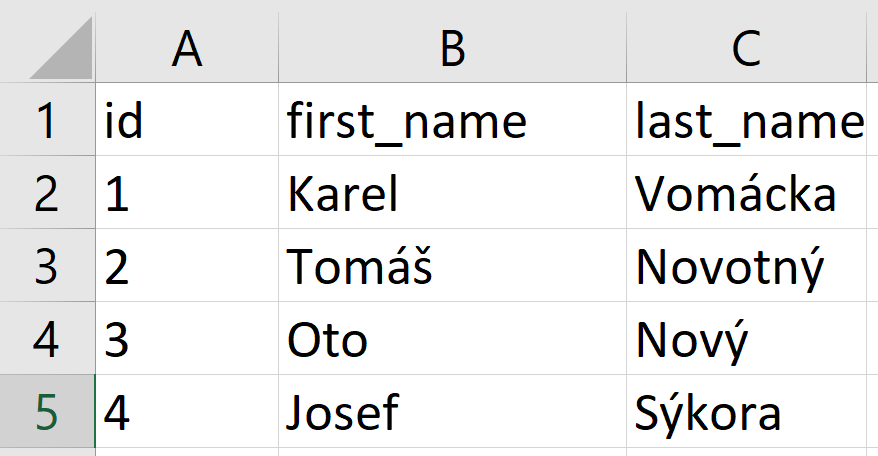 A B C
1 id first_name last_name
2 1 Karel Vomácka
3 2 Tomáš Novotný
4 3 Oto Nový
5 4 Josef Sýkora